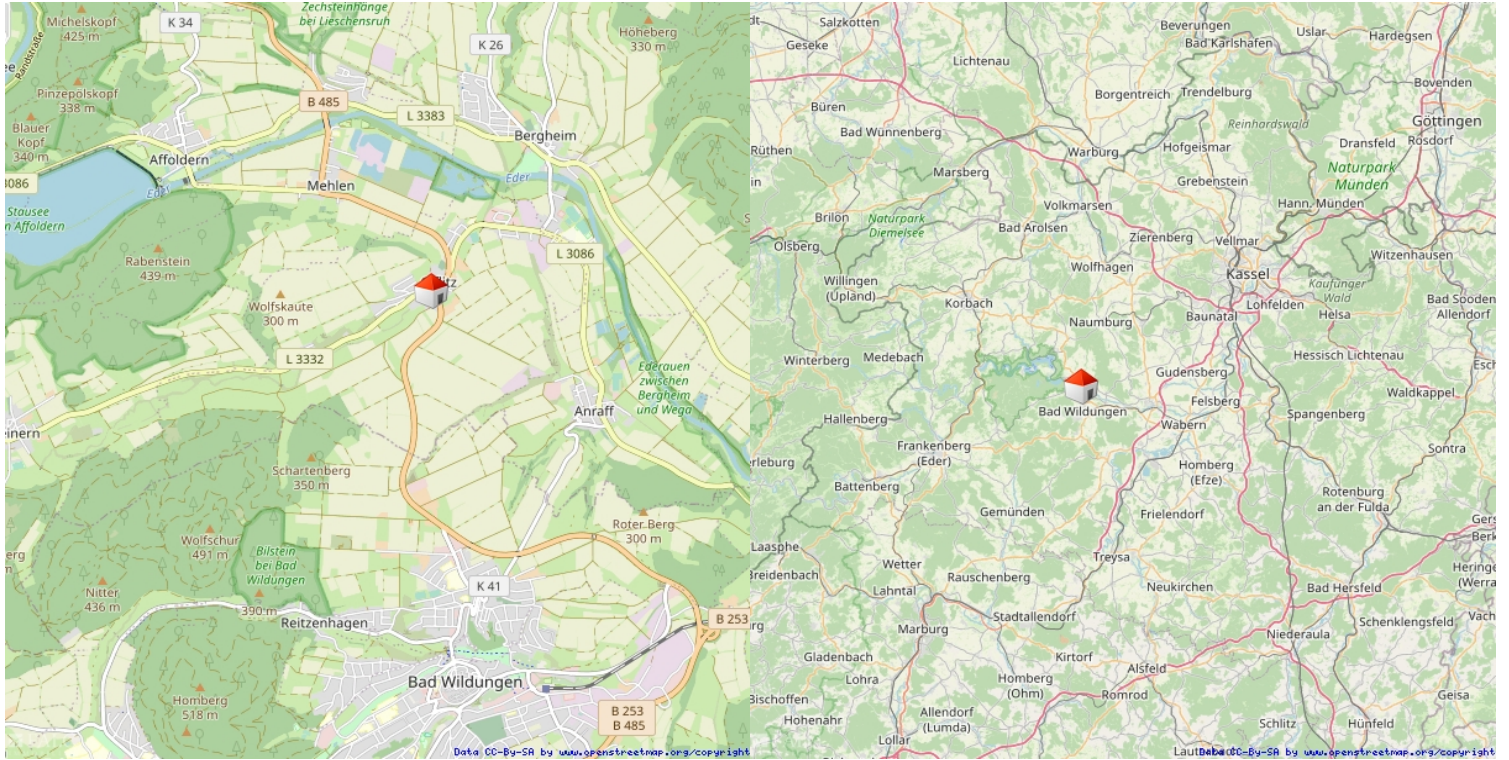 Zechsteinhänge
bei Lieschensruh
K 34
Michelskopf
425 m
Randstraße
K 26
Höheberg
330 m
Pinzepolskopf
338 m
B 485
L 3383
Blauer
Kopf
340 m
Bergheim
Affoldern
3086
Eder
Mehlen
Eder
Stausee
n Affoldern
L 3086
Rabenstein
439 m
Wolfskaute
300 m
L 3332
Ederauen
zwischen
Bergheim
und Wega
Anraff
einern
Schartenberg
350 m
Roter Berg
300 m
Wolfschur
491 m
Bilstein
bei Bad
Wildungen
Nitter
436 m
K 41
390 m
Reitzenhagen
B 253
Bad Wildungen
Homberg
518 m
B 253
B 485
Data CC-By-SA by www.openstreetmap.org/copyright
Salzkotten
Beverungen
Uslar
Hardegsen
Geseke
Bad Karlshafen
Lichtenau
Bovenden
Büren
Borgentreich
Trendelburg
Göttingen
Bad Wünnenberg
Reinhardswald
Rosdorf
Rüthen
Warburg
Hofgeismar
Dransfeld
Marsberg
Grebenstein
Naturpark
Münden
Volkmarsen
Hann. Münden
Brilon
Naturpark
Diemelsee
Bad Arolsen
Zierenberg
Vellmar
Olsberg
Witzenhausen
Wolfhagen
Kassel
Willingen
(Upland)
Kaufunger
Wald
Korbach
Lohfelden
Bad Sooden-
Allendorf
Naumburg
Baunatal
Helsa
Winterberg
Medebach
Hessisch Lichtenau
Gudensberg
Waldkappel
Bad Wildungen
Felsberg
Hallenberg
Wabern
Spangenberg
Frankenberg
(Eder)
Sontra
Homberg
(Efze)
Battenberg
Rotenburg
an der Fulda
Gemünden
Frielendorf
Laasphe
Treysa
Wetter
Rauschenberg
Neukirchen
Bad Hersfeld
Lahntal
Stadtallendorf
Marburg
Niederaula
Schenklengsfeld
Gladenbach
Kirtorf
Lohra
Alsfeld
Homberg
(Ohm)
Romrod
Geisa
Allendorf
(Lumda)
Hohenahr
Schlitz
Hünfeld
Lollar
Data CC-By-SA by www.openstreetmap.org/copyright